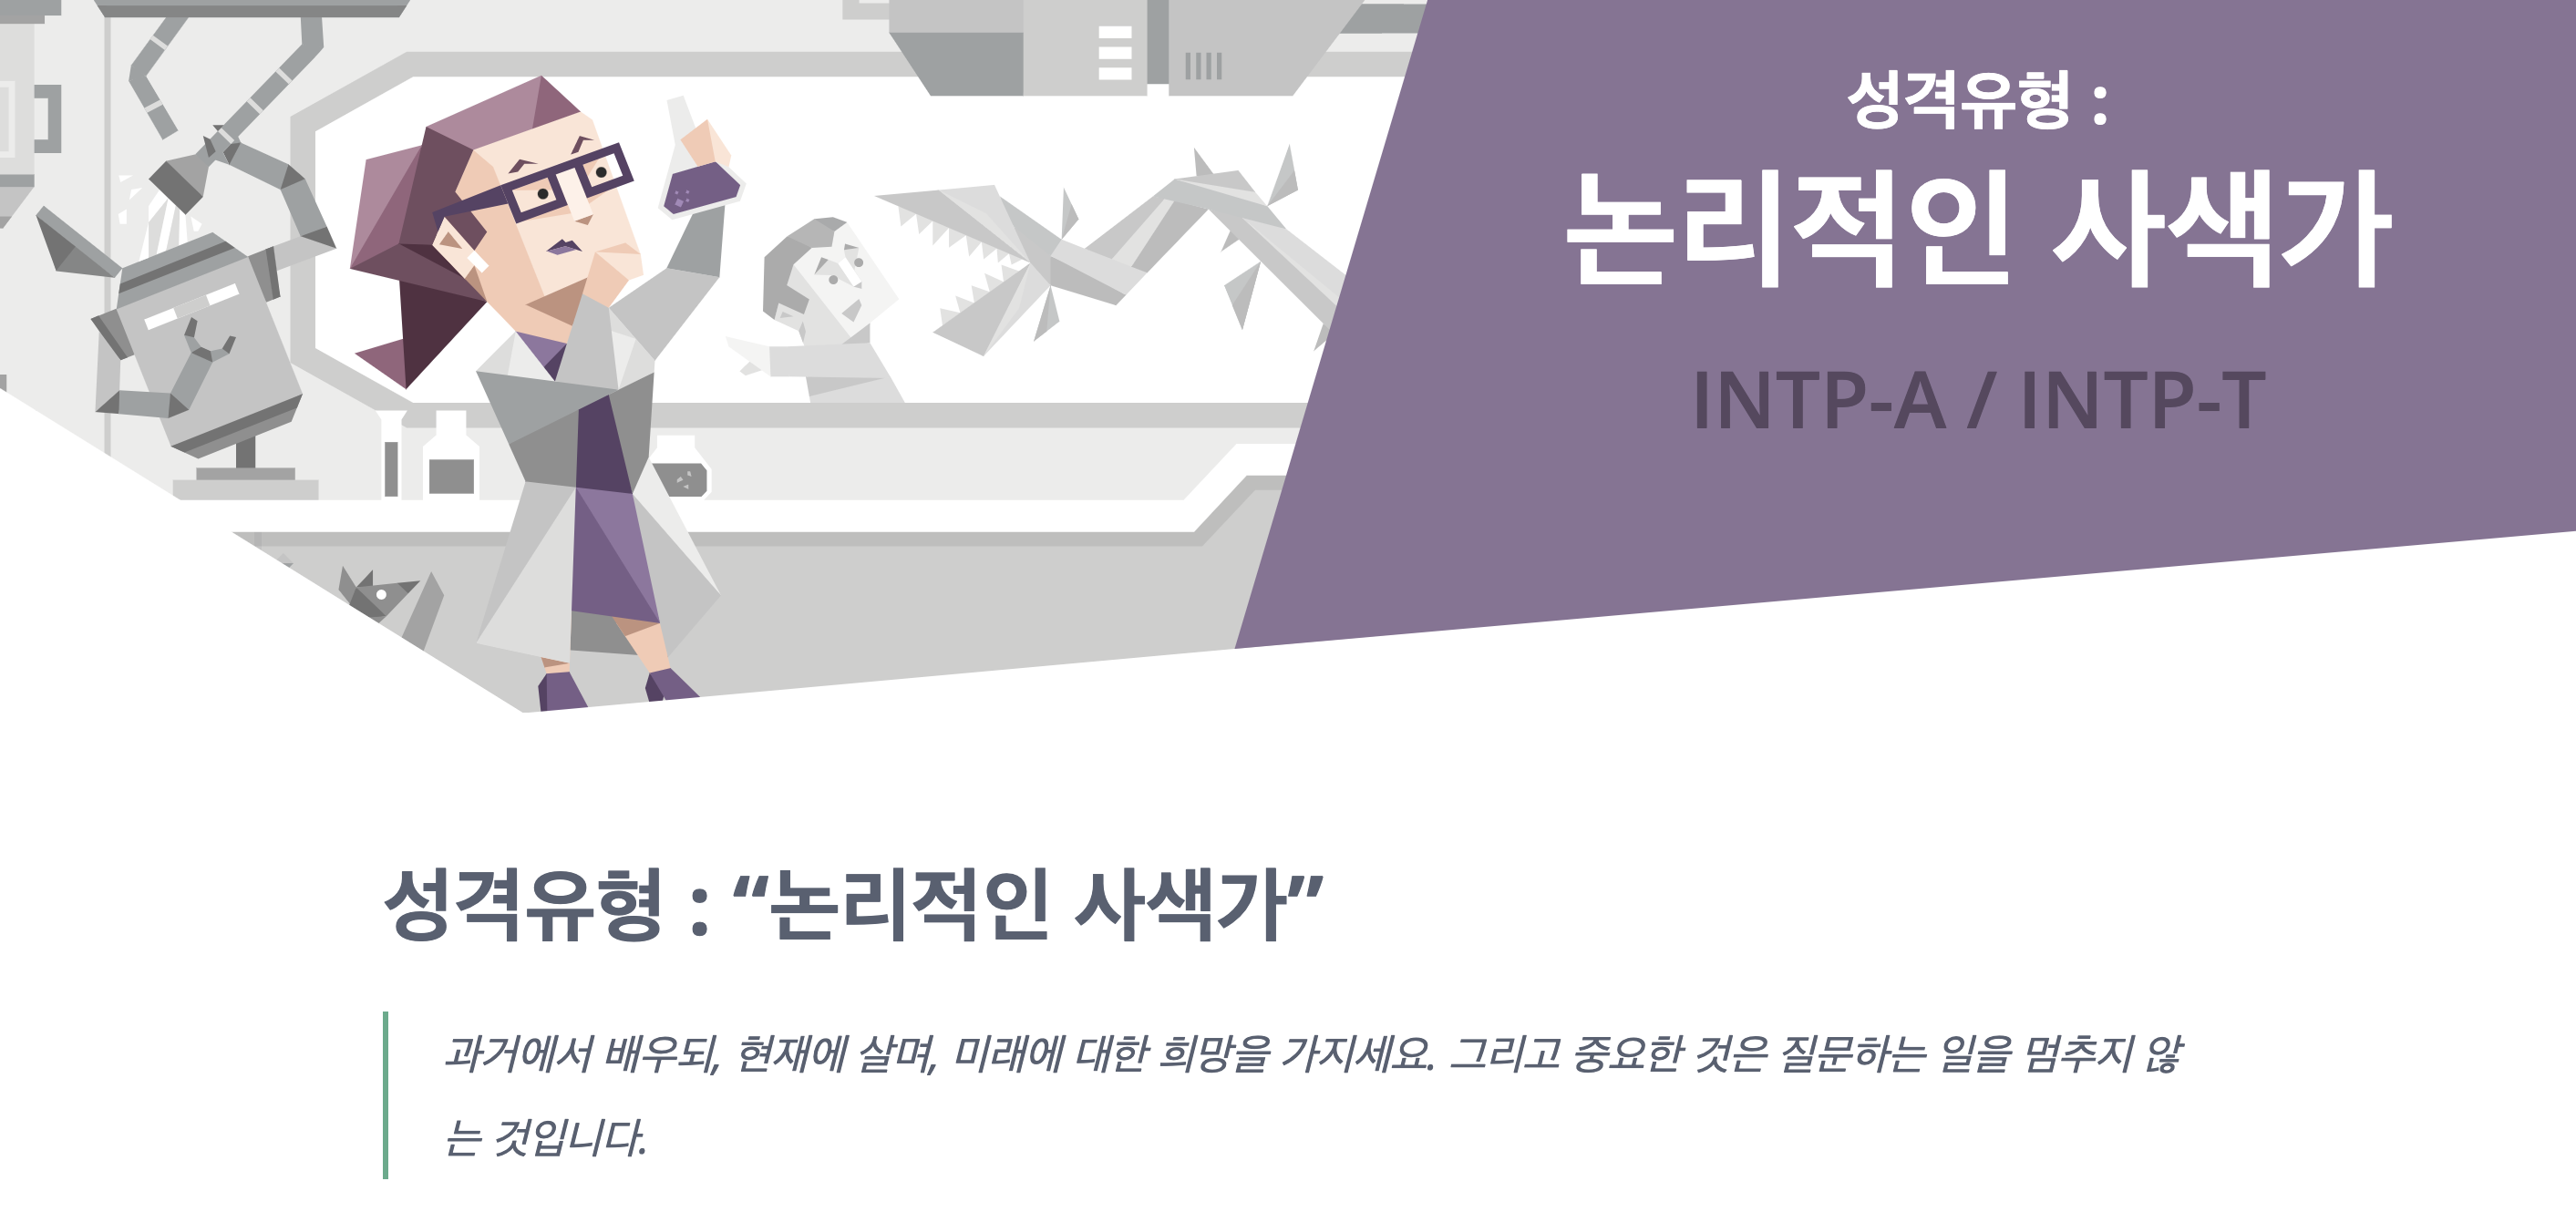 성격유형 :
논리적인 사색가
INTP-A / INTP-T
성격유형 : “논리적인 사색가”
과거에서 배우되, 현재에 살며, 미래에 대한 희망을 가지세요. 그리고 중요한 것은 질문하는 일을 멈추지 않
는 것입니다.